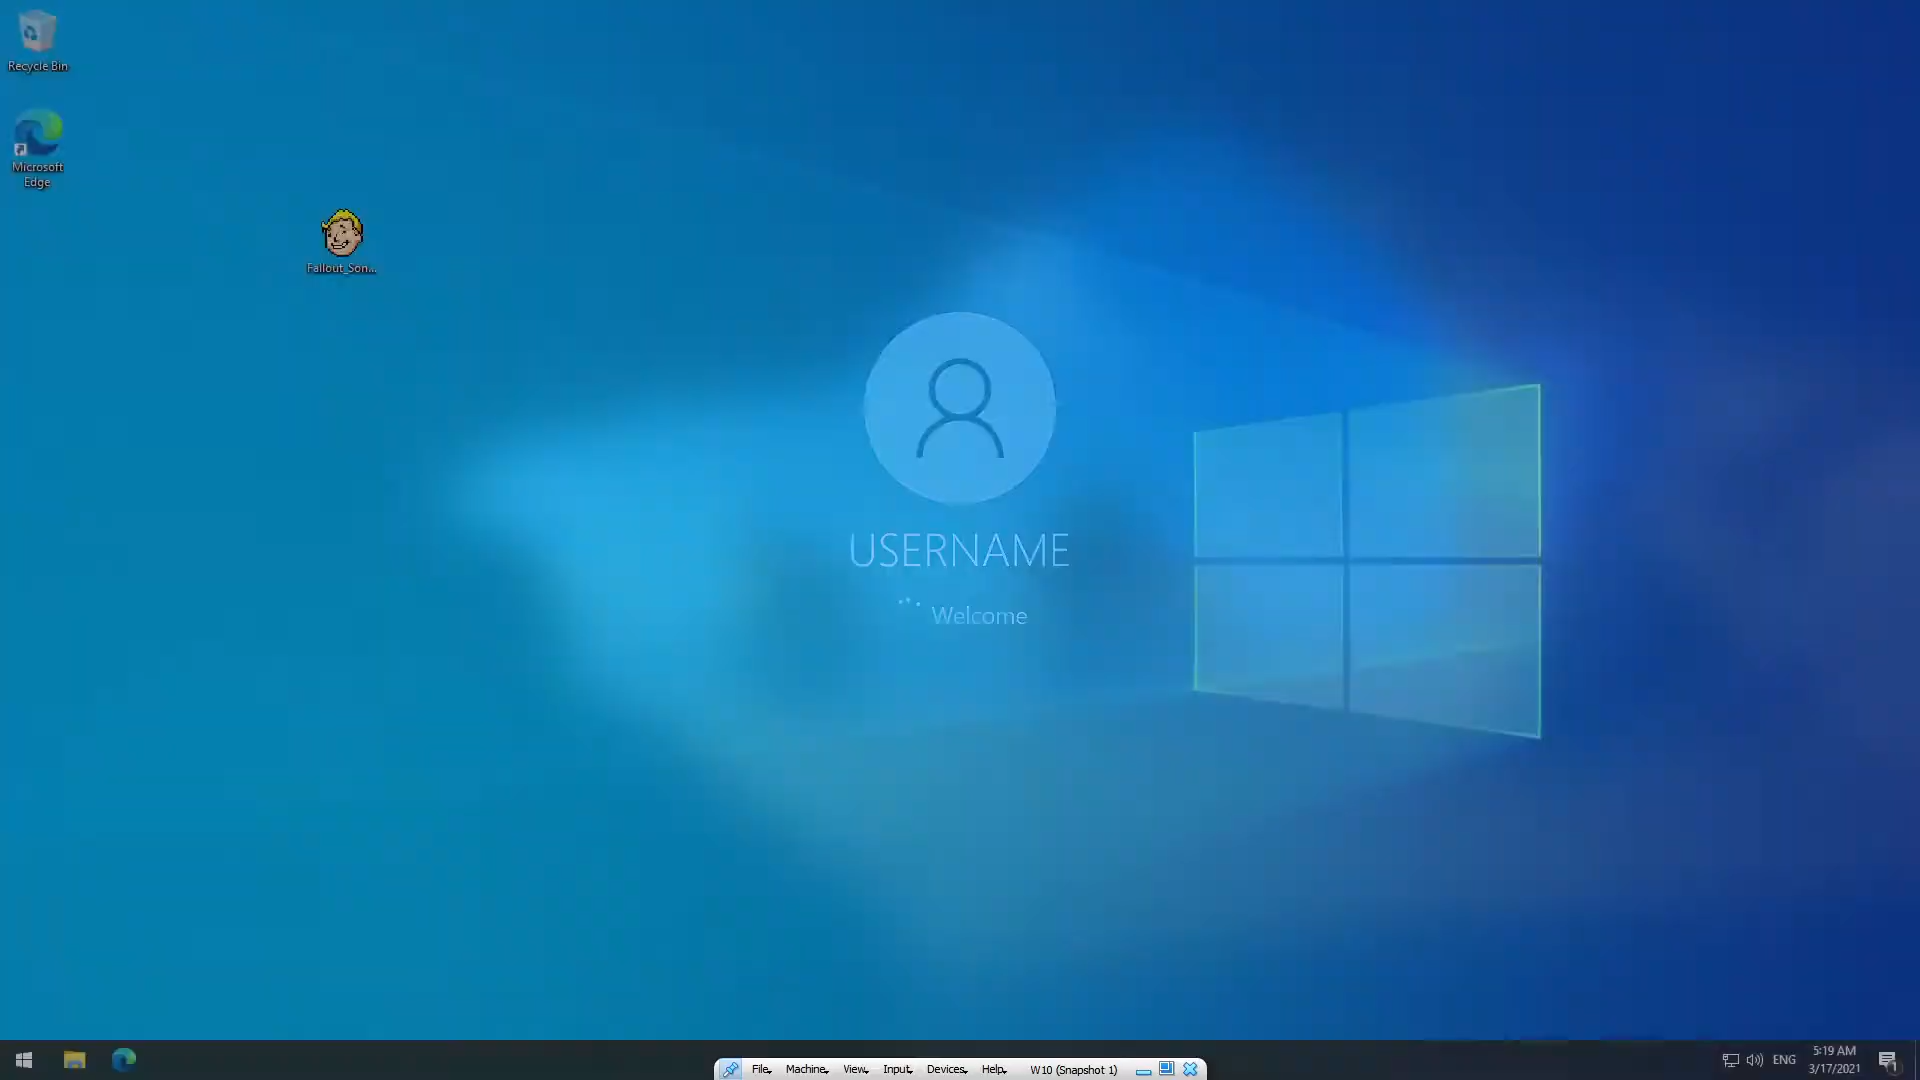 Recycle Bin
Microsoft
Edge
Fallout_Son...
USERNAME
Welcome
File Machine View Input Devices Help W10 (Snapshot 1)
ENG
5:19 AM
3/17/2021
1